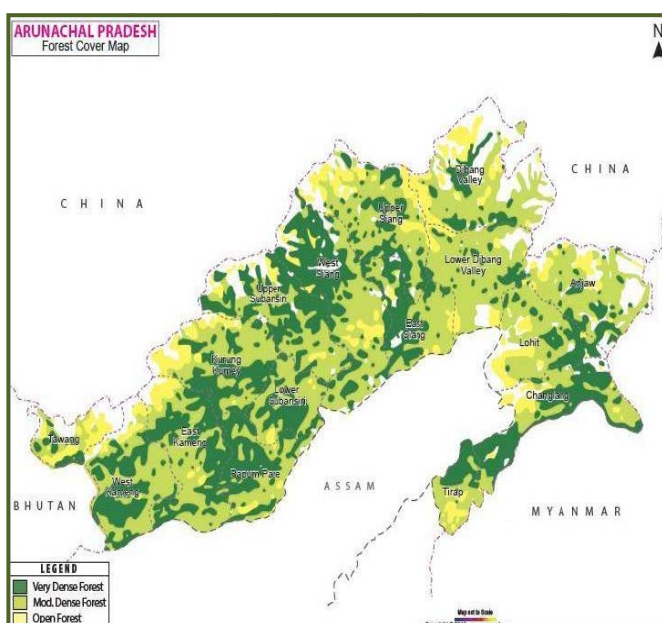 ARUNACHAL PRADESH
Forest Cover Map
N
CHINA
CHINA
Dibang
Valley
Upper
Siang
West
Siang
Lower Dibang
Valley
Anjaw
Upper
Subansiri
East
Siang
Lohit
Kurung
Kumey
Lower
Subansiri
Changlang
Tawang
East
Kameng
Papum Pare
West
Kameng
ASSAM
Tirap
BHUTAN
MYANMAR
LEGEND
Very Dense Forest
Mod. Dense Forest
Open Forest
Map not to Scale